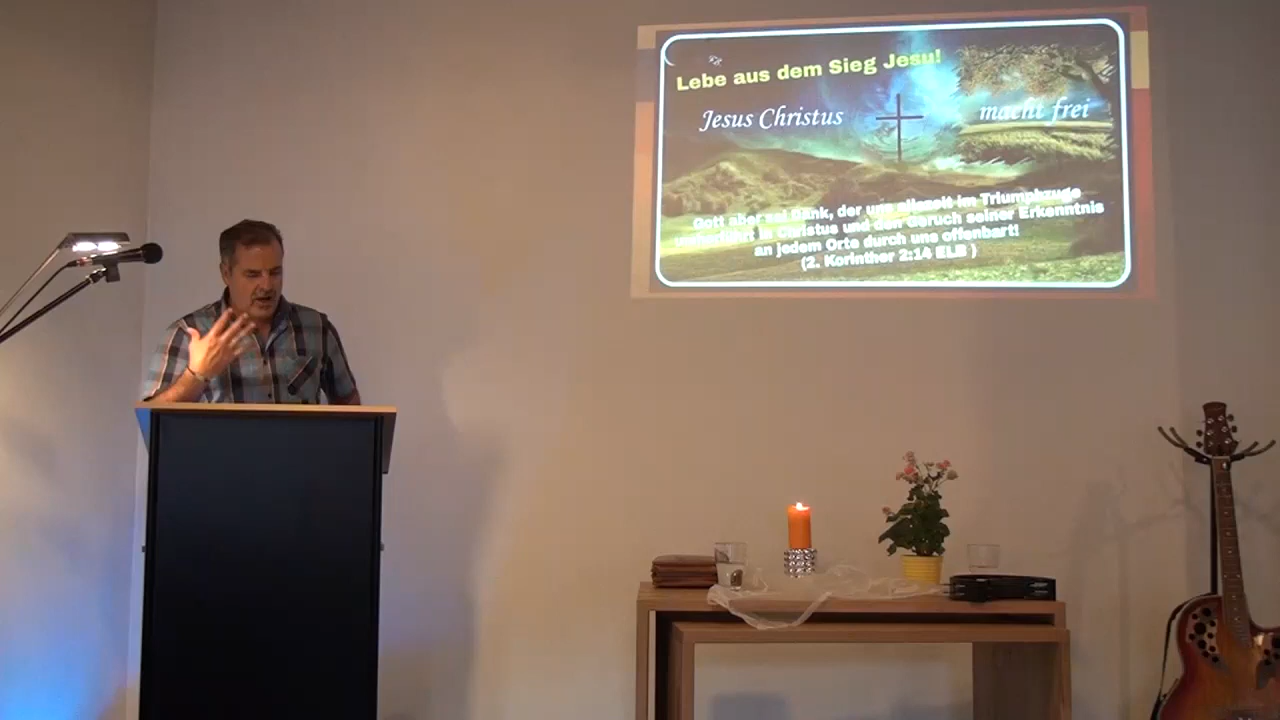 Lebe aus dem Sieg Jesu!
Jesus Christus macht frei
Gott aber sei Dank, der uns allezeit im Triumphzuge
umherführt in Christus und den Geruch seiner Erkenntnis
an jedem Orte durch uns offenbart!
(2. Korinther 2:14 ELB )